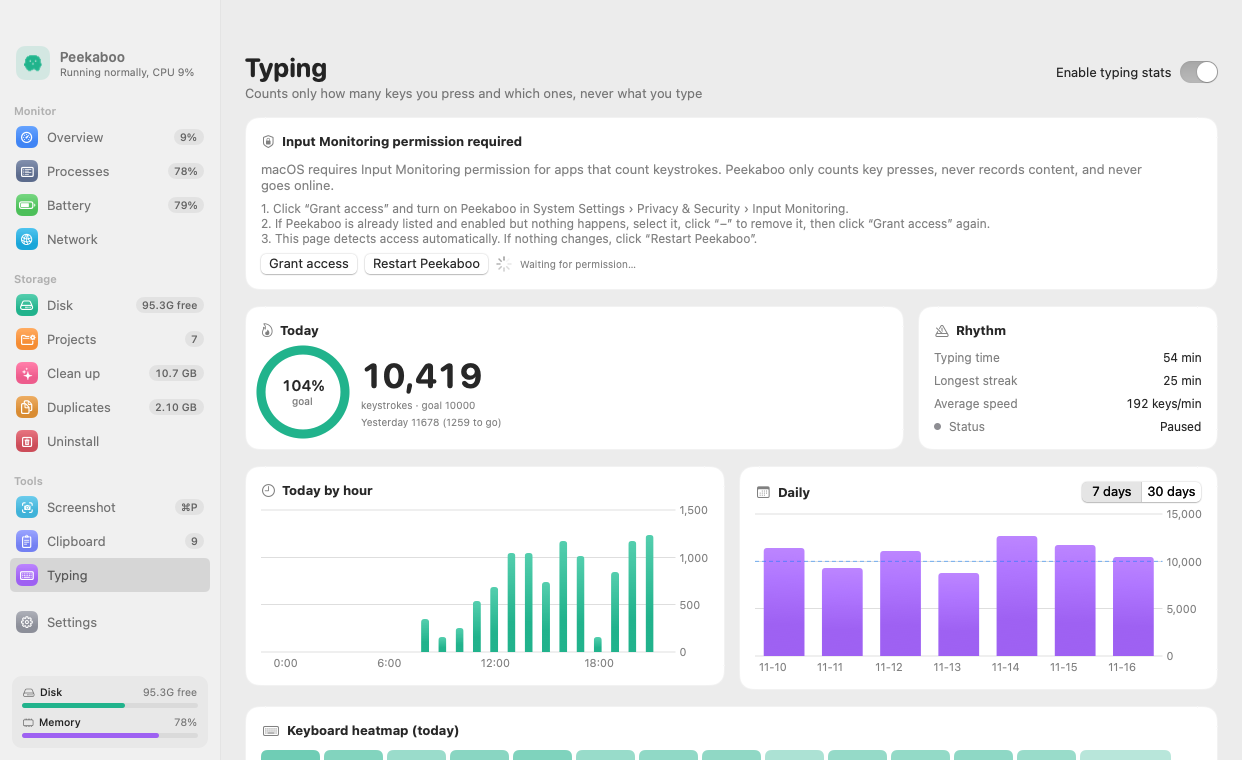 Peekaboo
Running normally, CPU 9%
Monitor
Overview 9%
Processes 78%
Battery 79%
Network
Storage
Disk 95.3G free
Projects 7
Clean up 10.7 GB
Duplicates 2.10 GB
Uninstall
Tools
Screenshot ⌘P
Clipboard 9
Typing
Settings
Disk 95.3G free
Memory 78%
Typing
Counts only how many keys you press and which ones, never what you type
Enable typing stats
Input Monitoring permission required
macOS requires Input Monitoring permission for apps that count keystrokes. Peekaboo only counts key presses, never records content, and never
goes online.
1. Click “Grant access” and turn on Peekaboo in System Settings › Privacy & Security › Input Monitoring.
2. If Peekaboo is already listed and enabled but nothing happens, select it, click “−” to remove it, then click “Grant access” again.
3. This page detects access automatically. If nothing changes, click “Restart Peekaboo”.
Grant access Restart Peekaboo Waiting for permission...
Today
104%
goal
10,419
keystrokes · goal 10000
Yesterday 11678 (1259 to go)
Rhythm
Typing time 54 min
Longest streak 25 min
Average speed 192 keys/min
Status Paused
Today by hour
1,500
1,000
500
0
0:00 6:00 12:00 18:00
Daily
7 days 30 days
15,000
10,000
5,000
0
11-10 11-11 11-12 11-13 11-14 11-15 11-16
Keyboard heatmap (today)